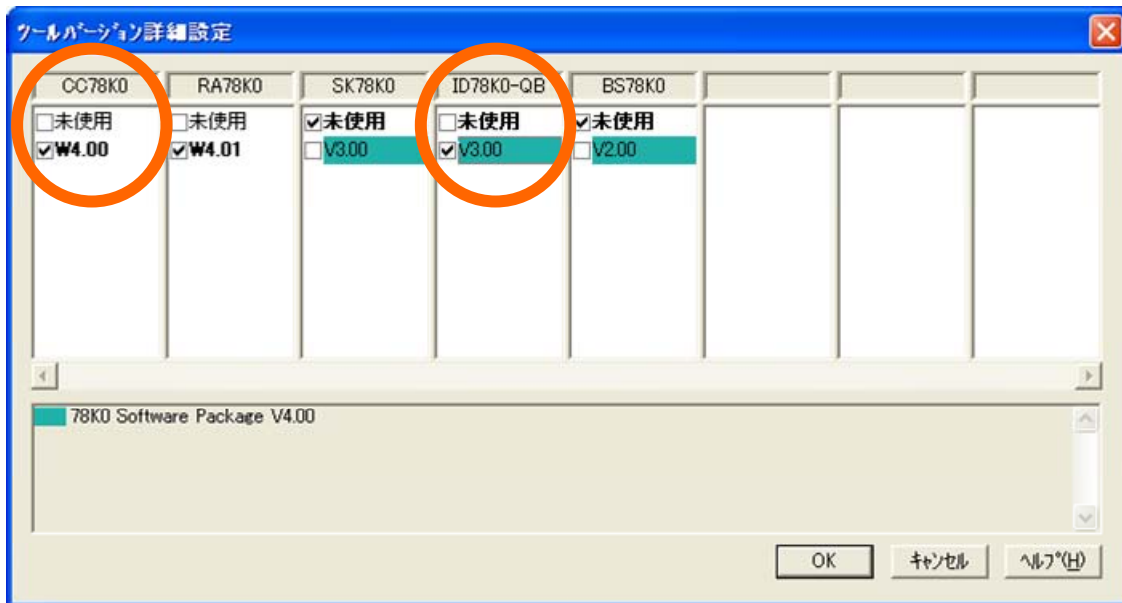 ツールバージョン詳細設定
CC78K0 RA78K0 SK78K0 ID78K0-QB BS78K0
未使用 未使用 未使用 未使用 未使用
W4.00 W4.01 V3.00 V3.00 V2.00
78K0 Software Package V4.00
OK キャンセル ヘルプ(H)